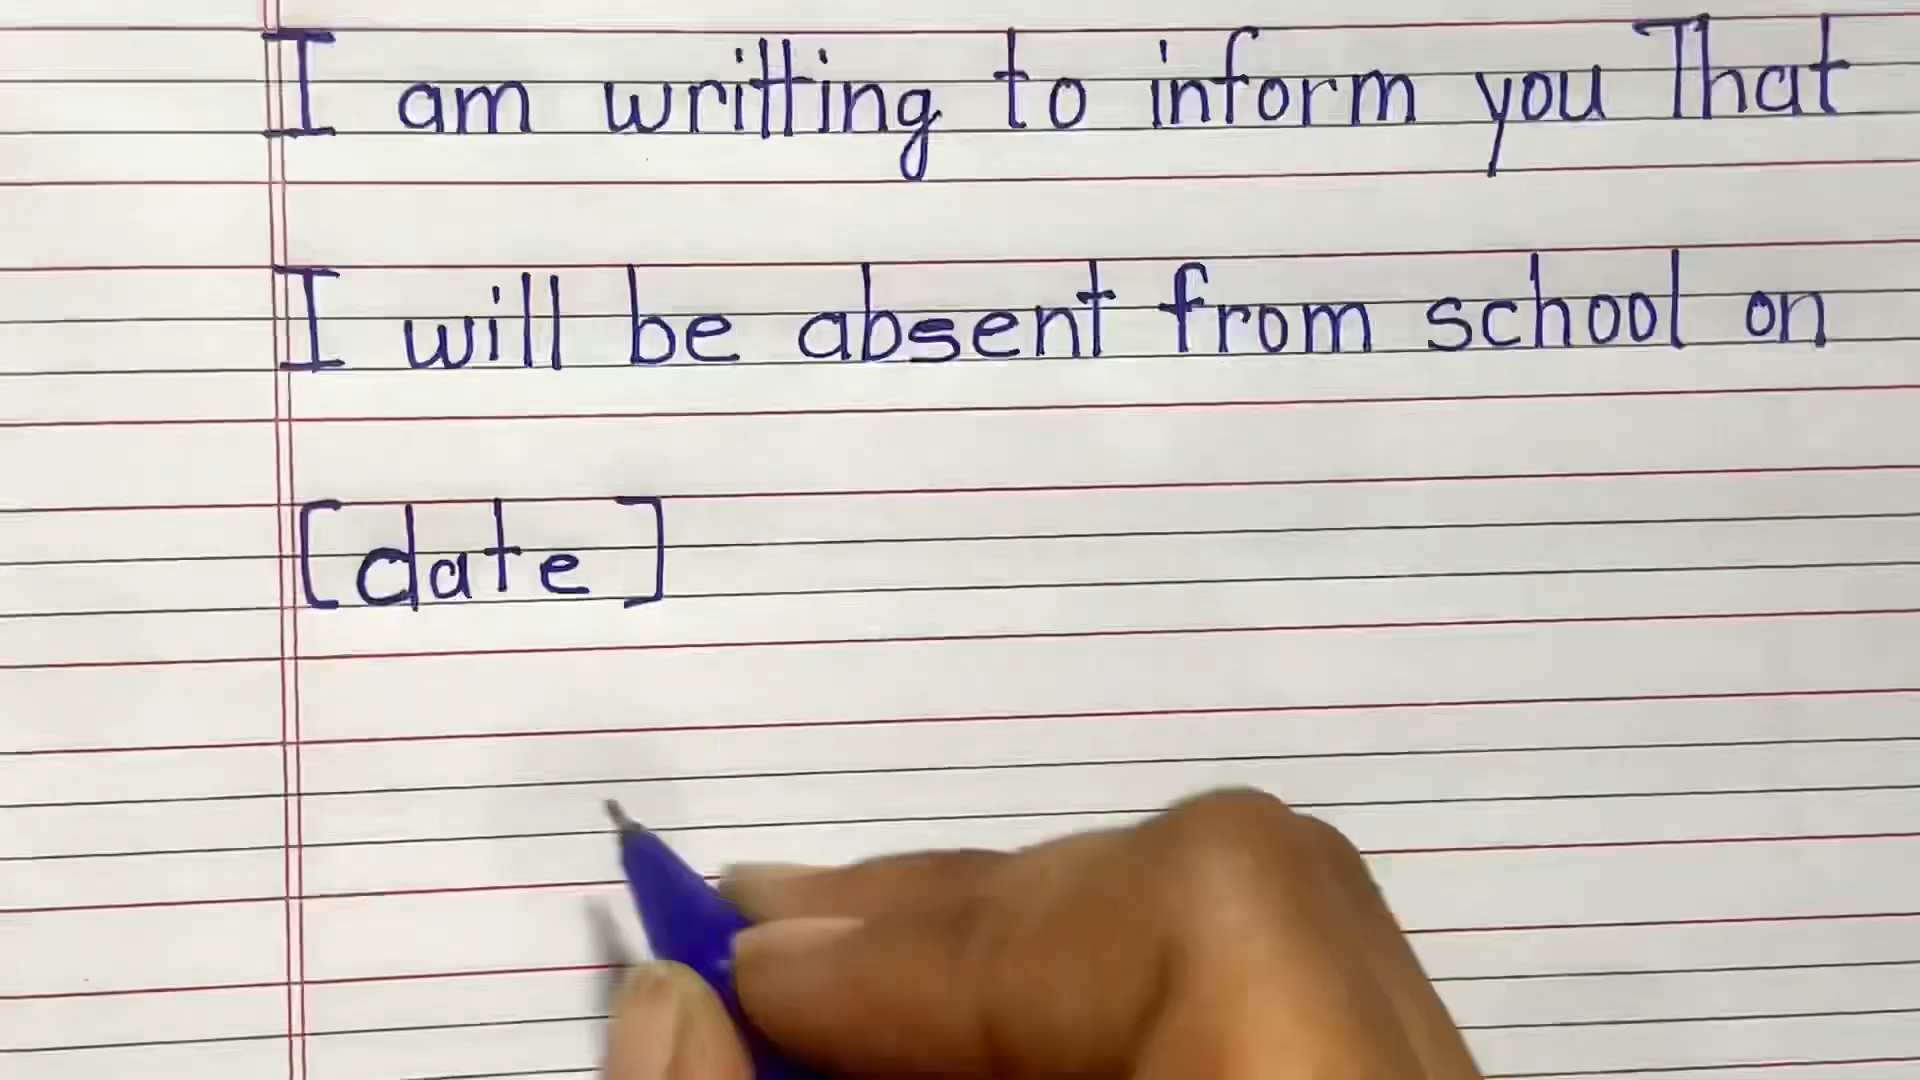 I am writting to inform you That
I will be absent from school on
[date]